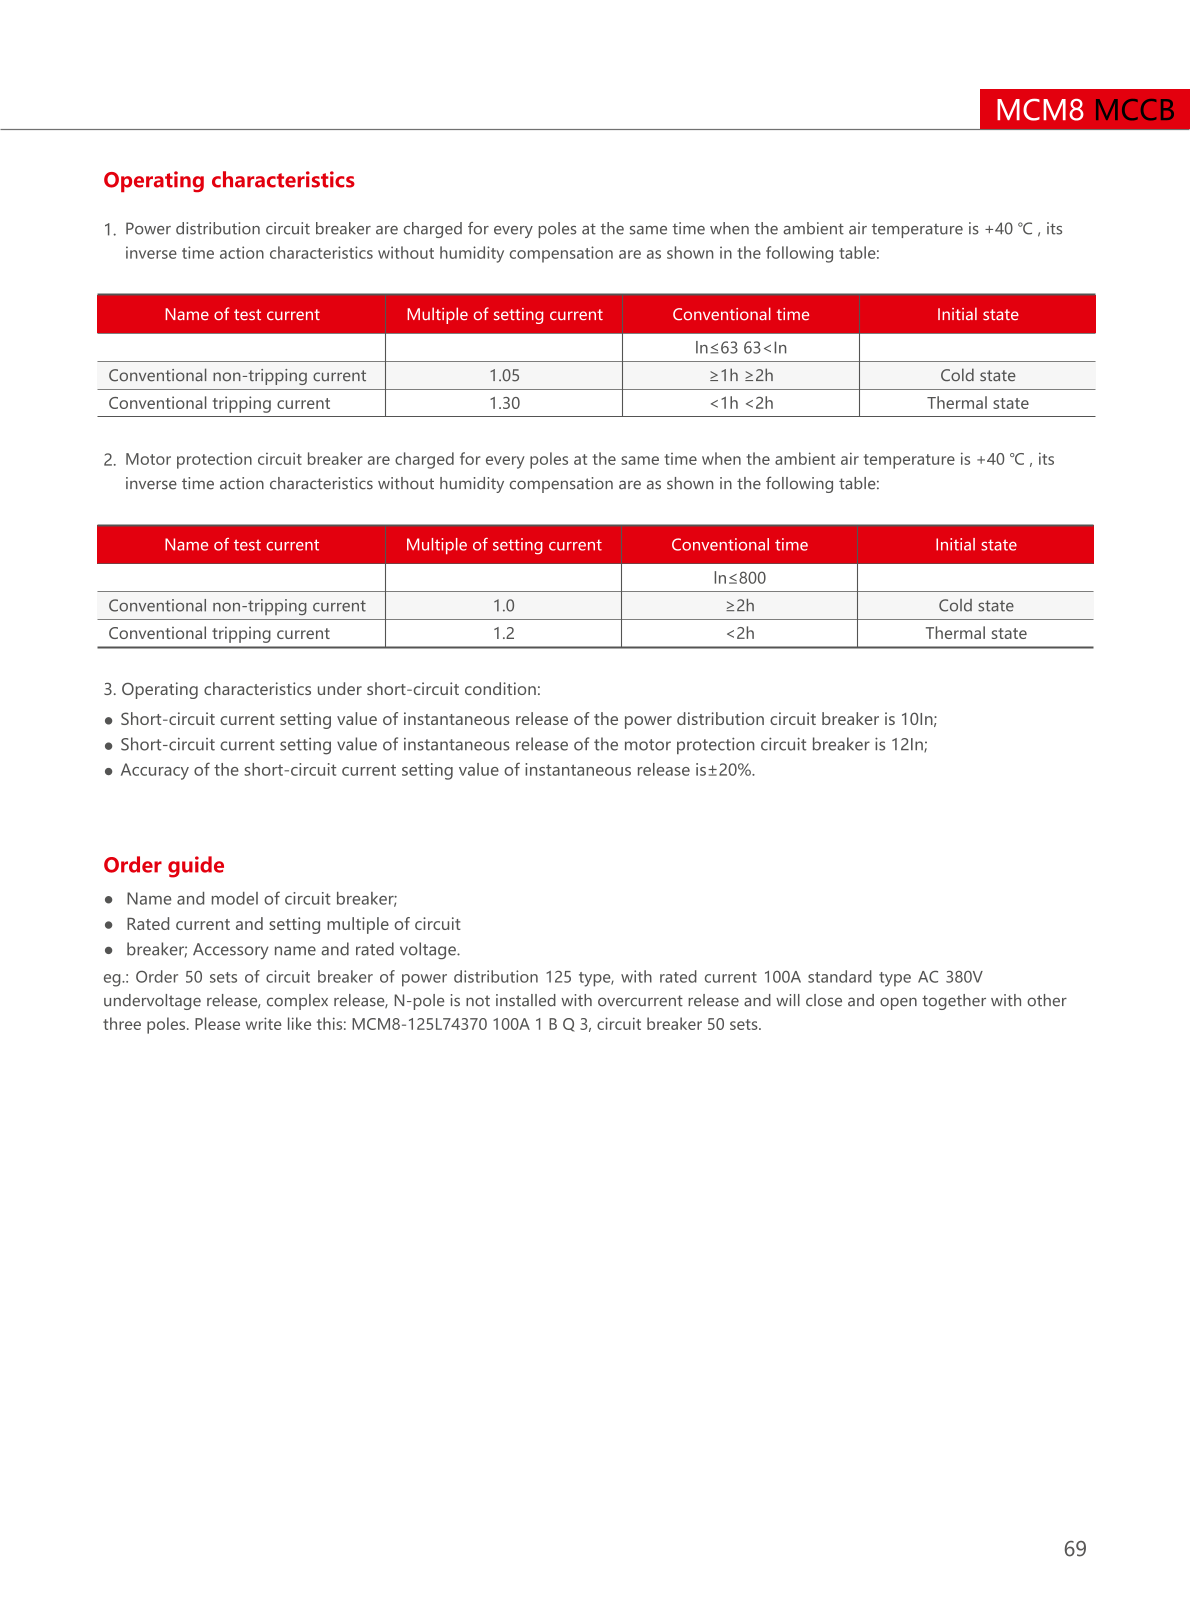 MCM8 MCCB
Operating characteristics
1. Power distribution circuit breaker are charged for every poles at the same time when the ambient air temperature is +40 ℃ , its
inverse time action characteristics without humidity compensation are as shown in the following table:
Name of test current Multiple of setting current Conventional time Initial state
ln≤63 63<ln
Conventional non-tripping current 1.05 ≥1h ≥2h Cold state
Conventional tripping current 1.30 <1h <2h Thermal state
2. Motor protection circuit breaker are charged for every poles at the same time when the ambient air temperature is +40 ℃ , its
inverse time action characteristics without humidity compensation are as shown in the following table:
Name of test current Multiple of setting current Conventional time Initial state
ln≤800
Conventional non-tripping current 1.0 ≥2h Cold state
Conventional tripping current 1.2 <2h Thermal state
3. Operating characteristics under short-circuit condition:
● Short-circuit current setting value of instantaneous release of the power distribution circuit breaker is 10In;
● Short-circuit current setting value of instantaneous release of the motor protection circuit breaker is 12In;
● Accuracy of the short-circuit current setting value of instantaneous release is±20%.
Order guide
● Name and model of circuit breaker;
● Rated current and setting multiple of circuit
● breaker; Accessory name and rated voltage.
eg.: Order 50 sets of circuit breaker of power distribution 125 type, with rated current 100A standard type AC 380V
undervoltage release, complex release, N-pole is not installed with overcurrent release and will close and open together with other
three poles. Please write like this: MCM8-125L74370 100A 1 B Q 3, circuit breaker 50 sets.
69